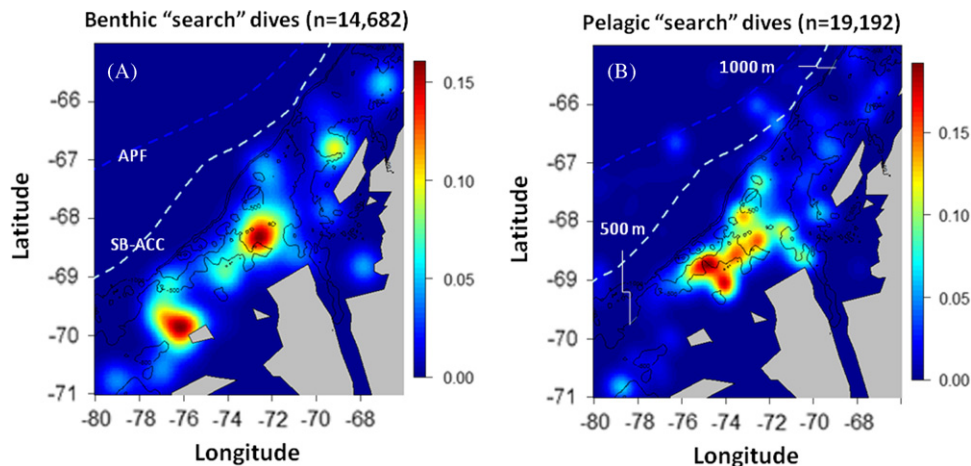 Benthic “search” dives (n=14,682)
(A)
APF
SB-ACC
-66
-67
-68
-69
-70
-71
Latitude
-80 -78 -76 -74 -72 -70 -68
Longitude
0.15
0.10
0.05
0.00
Pelagic “search” dives (n=19,192)
(B)
1000 m
500 m
-66
-67
-68
-69
-70
-71
Latitude
-80 -78 -76 -74 -72 -70 -68
Longitude
0.15
0.10
0.05
0.00